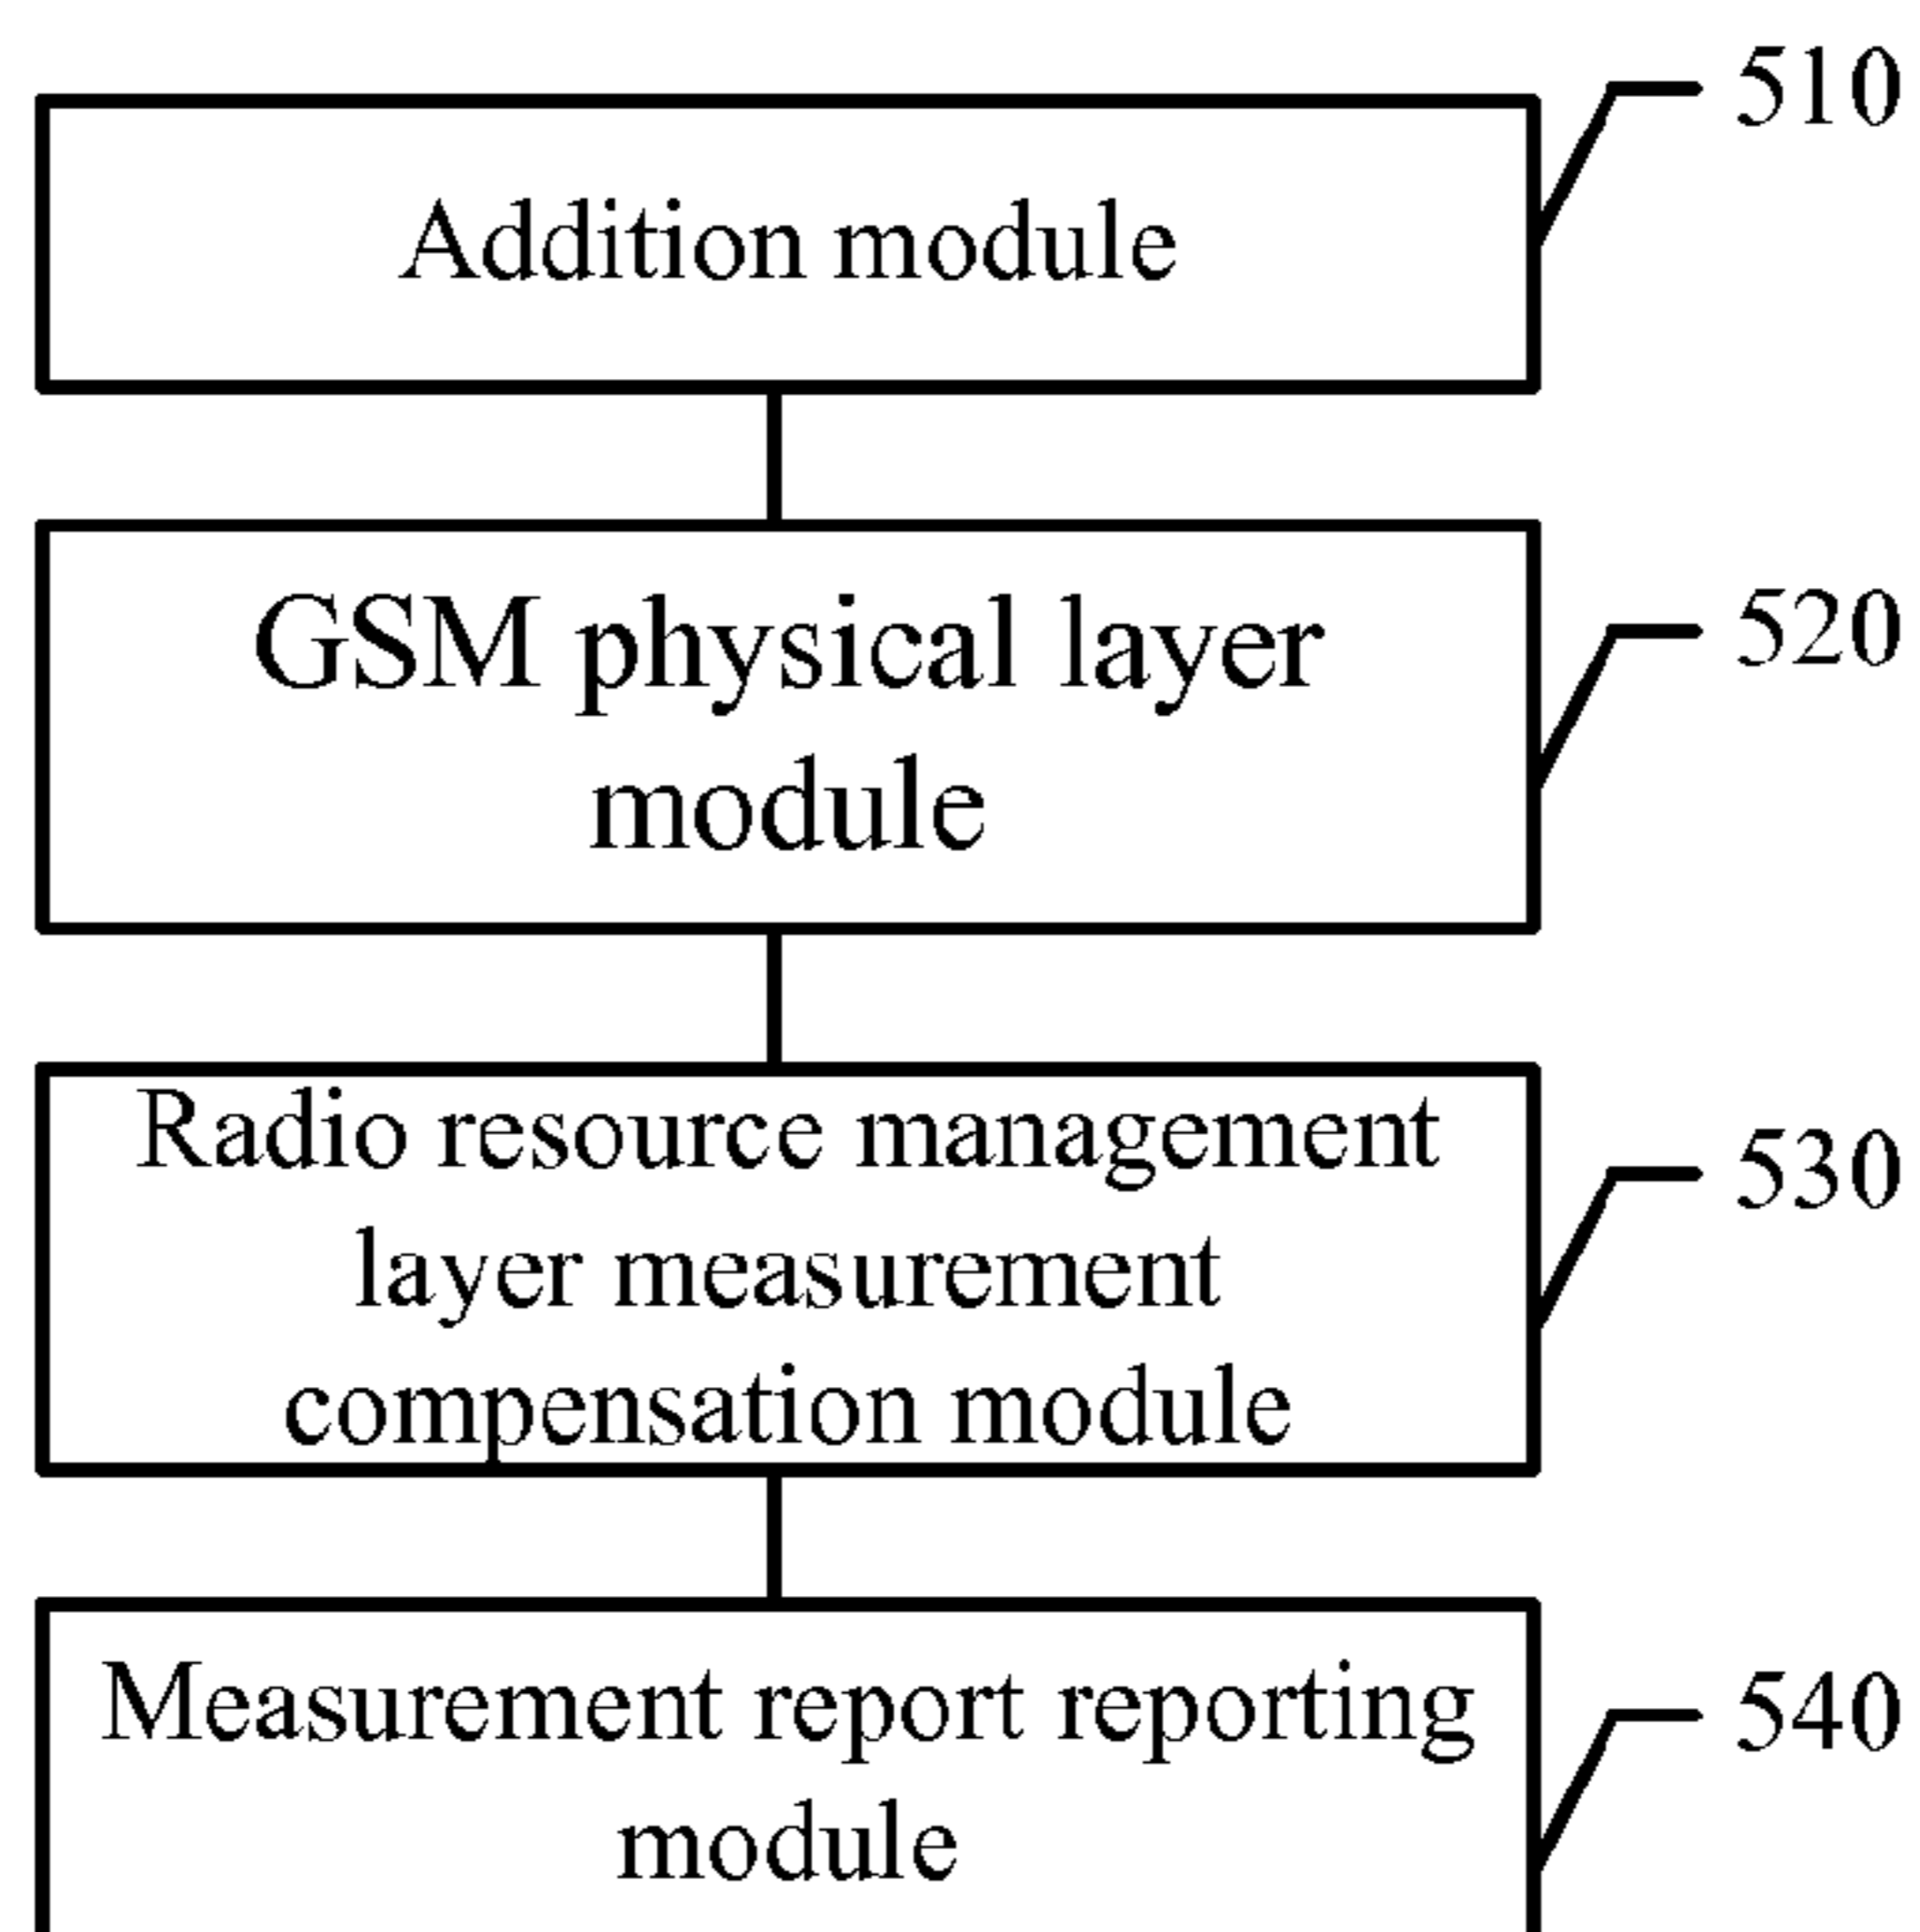 510
Addition module
520
GSM physical layer
module
530
Radio resource management
layer measurement
compensation module
540
Measurement report reporting
module